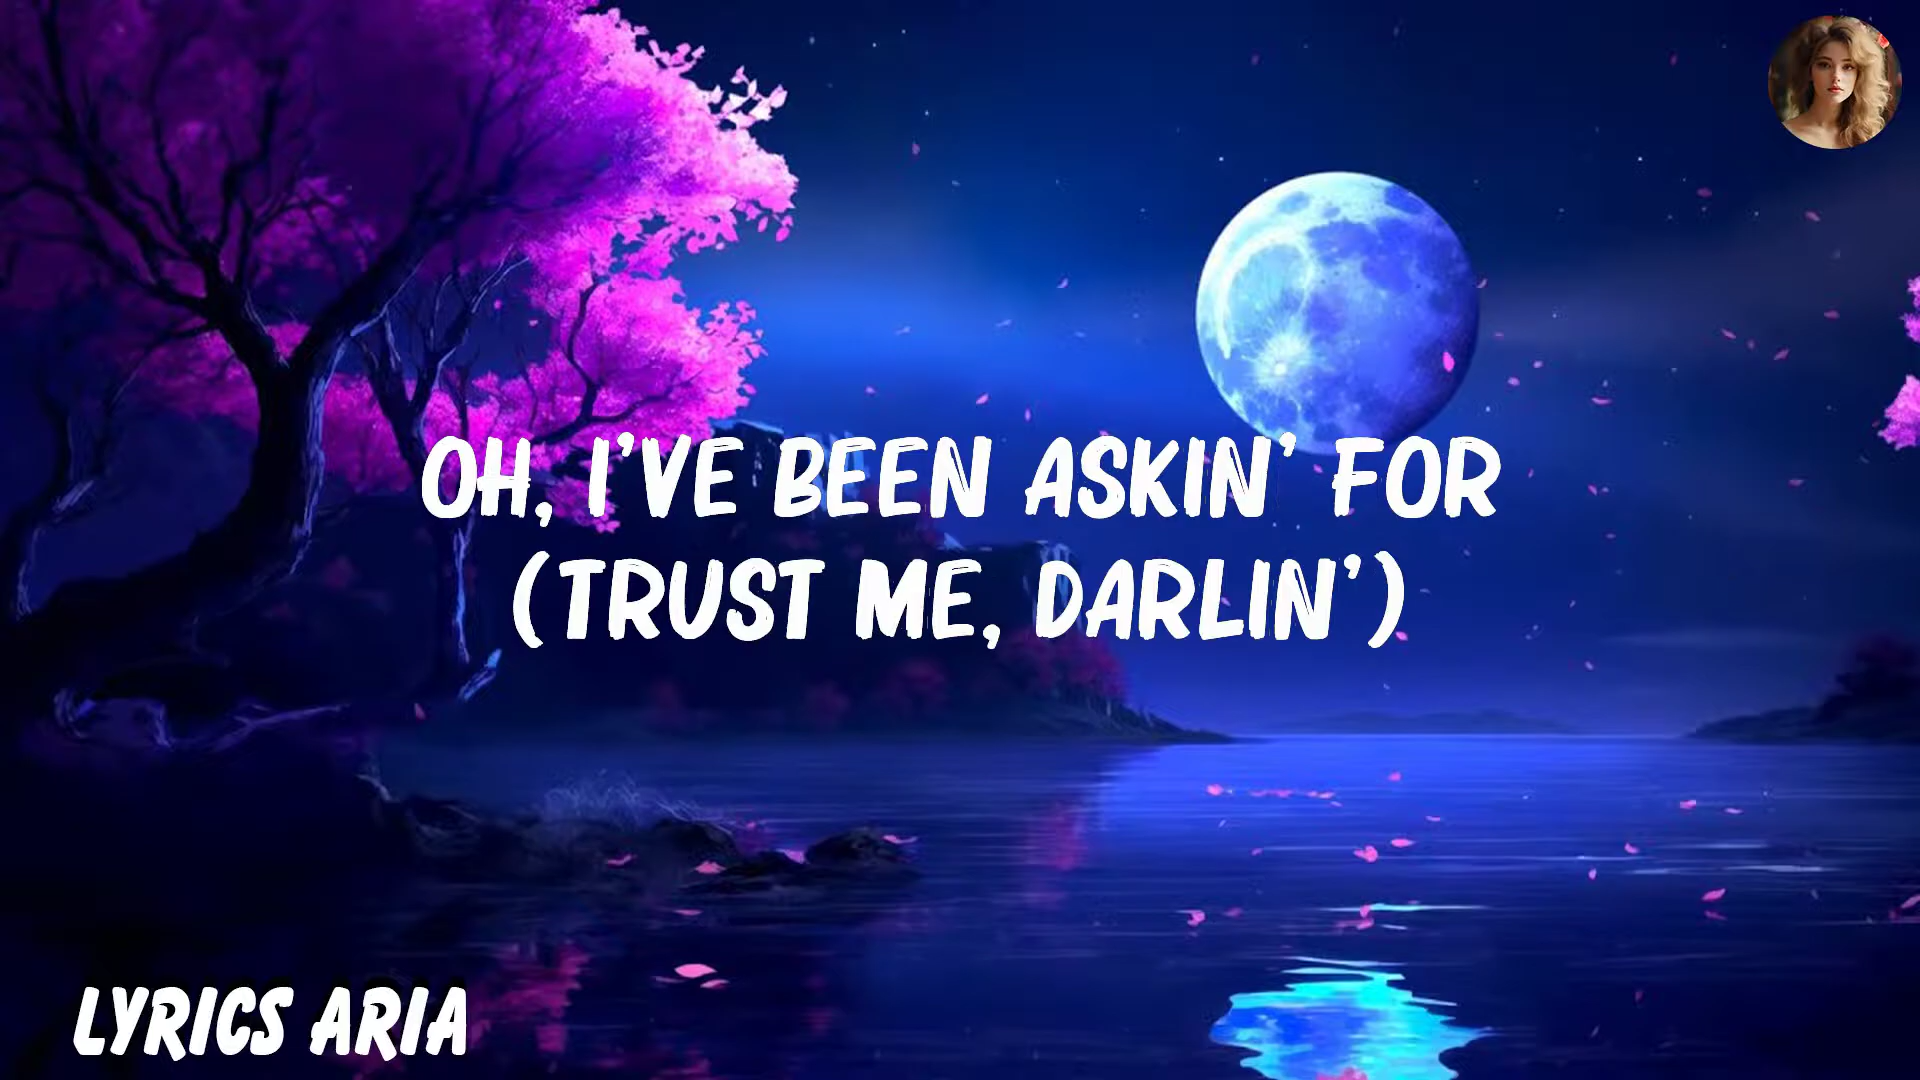 OH, I'VE BEEN ASKIN' FOR
(TRUST ME, DARLIN')
LYRICS ARIA